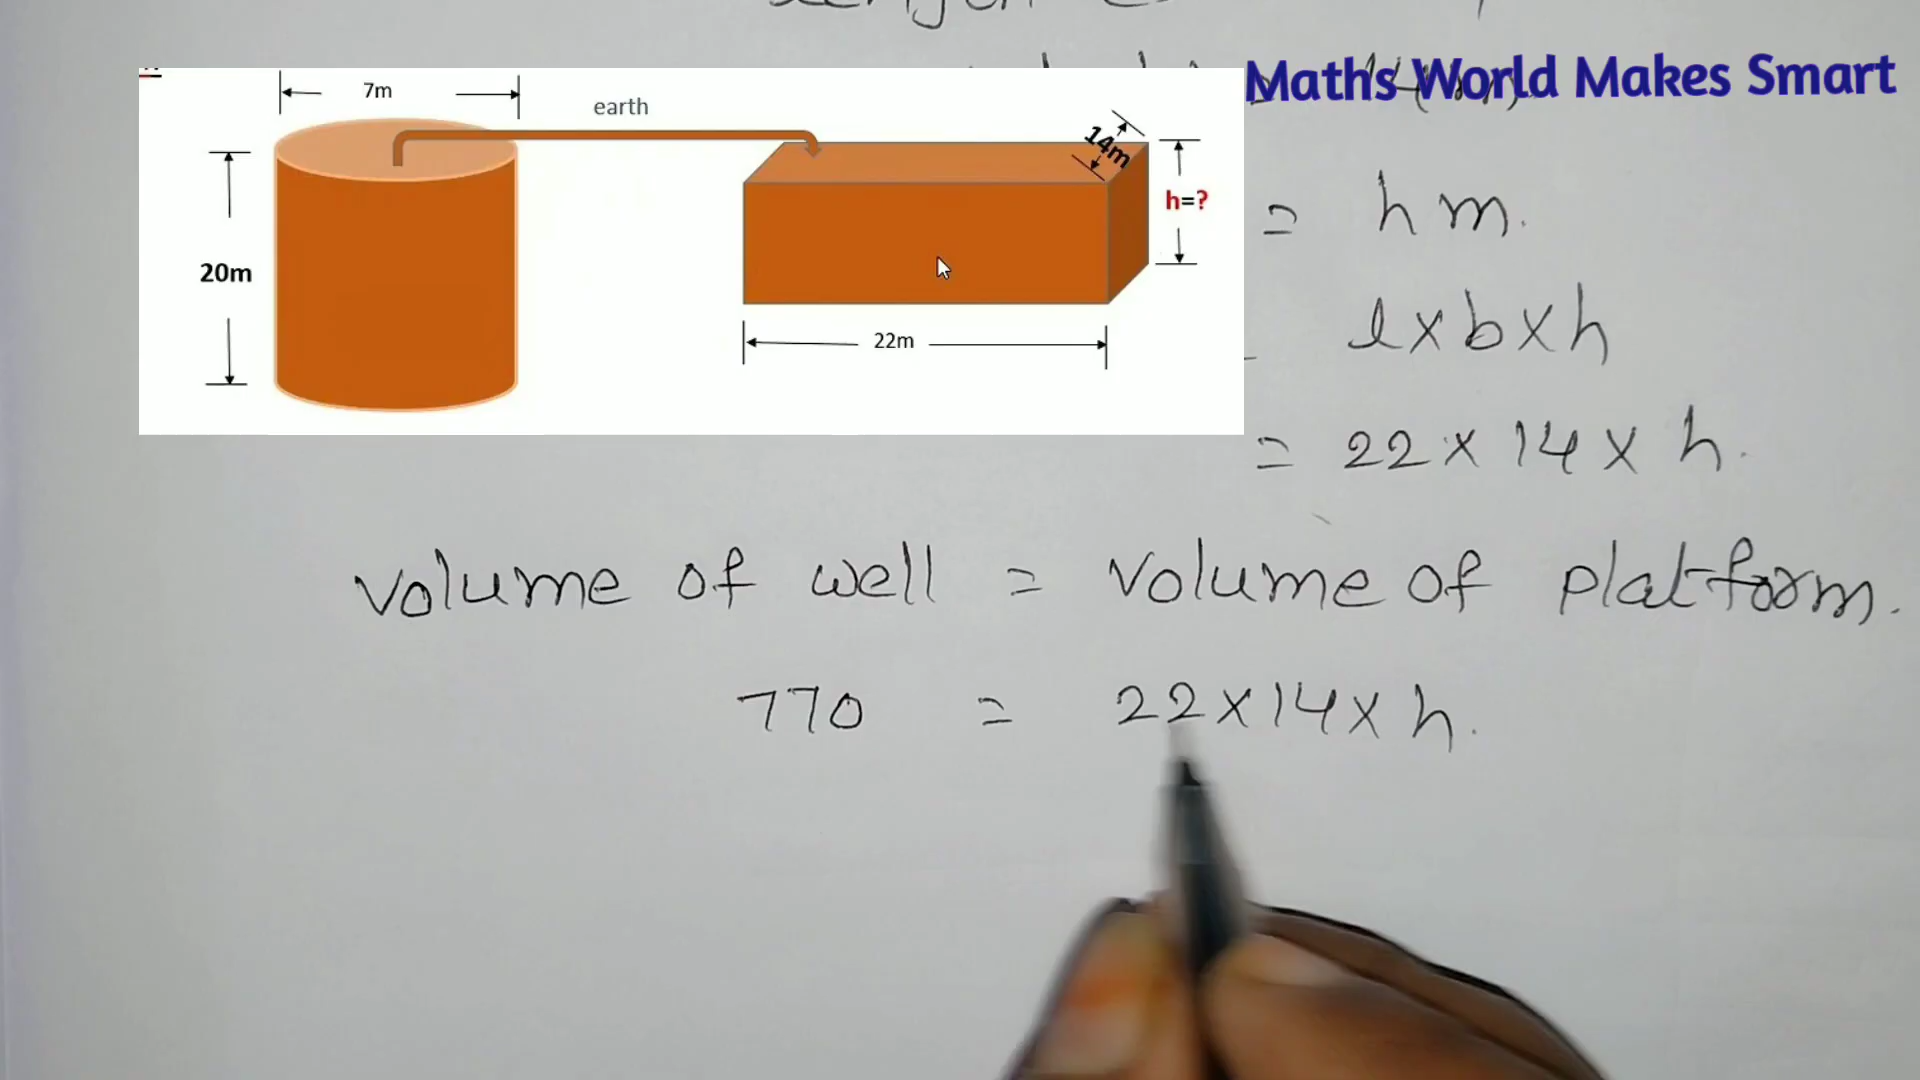 Maths World Makes Smart
7m
earth
14m
h=?
20m
22m
= h m.
l×b×h
= 22×14×h.
volume of well = volume of platform.
770 = 22×14×h.